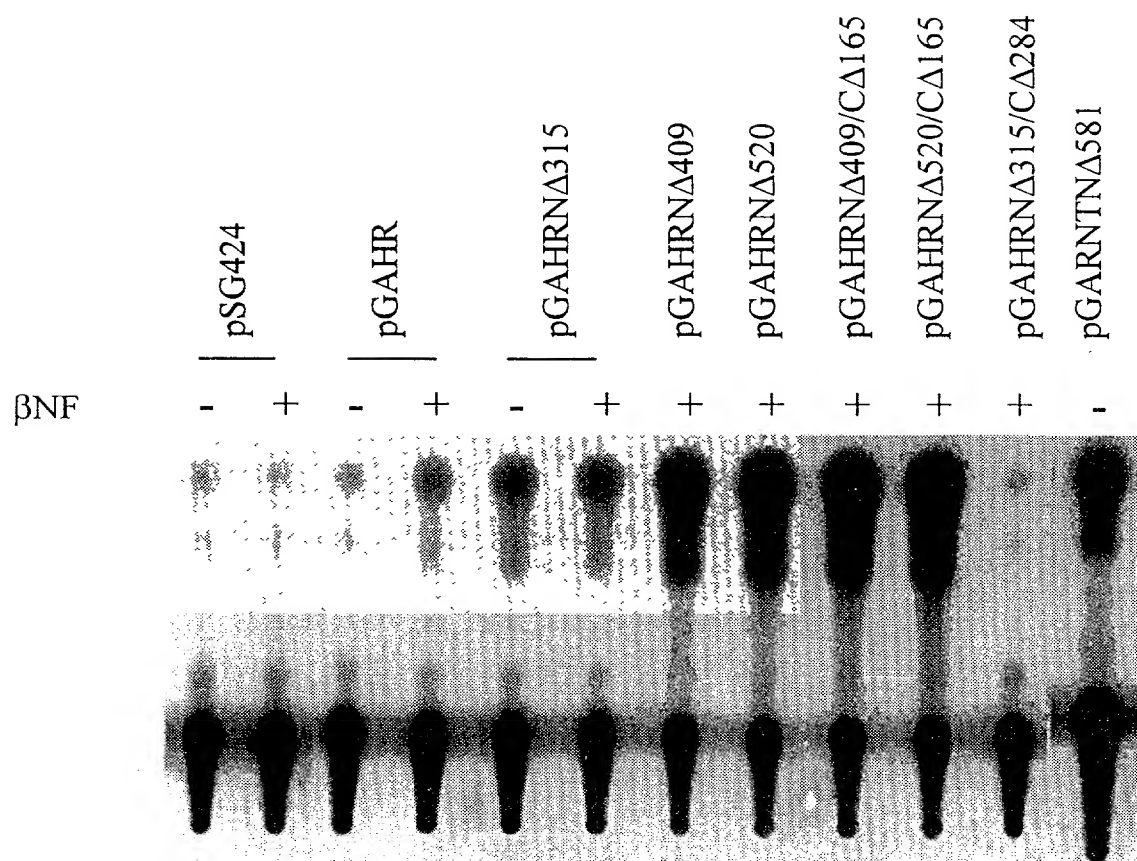 pSG424
pGAHR
pGAHRNΔ315
pGAHRNΔ409
pGAHRNΔ520
pGAHRNΔ409/CΔ165
pGAHRNΔ520/CΔ165
pGAHRNΔ315/CΔ284
pGARNTNΔ581
βNF - + - + - + + + + + + -